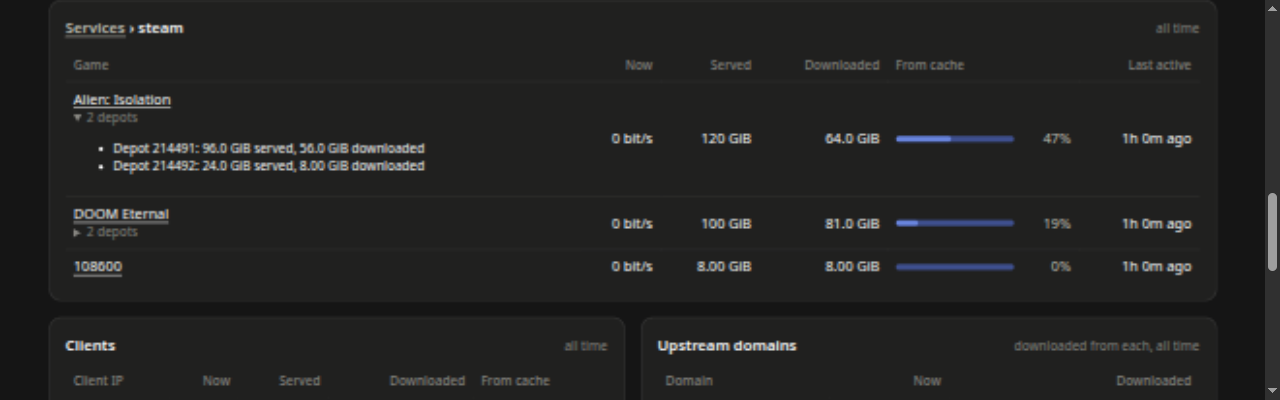 Services › steam all time
Game Now Served Downloaded From cache Last active
Alien: Isolation
▾ 2 depots
0 bit/s 120 GiB 64.0 GiB 47% 1h 0m ago
• Depot 214491: 96.0 GiB served, 56.0 GiB downloaded
• Depot 214492: 24.0 GiB served, 8.00 GiB downloaded
DOOM Eternal
▸ 2 depots
0 bit/s 100 GiB 81.0 GiB 19% 1h 0m ago
108600 0 bit/s 8.00 GiB 8.00 GiB 0% 1h 0m ago
Clients all time
Client IP Now Served Downloaded From cache
Upstream domains downloaded from each, all time
Domain Now Downloaded